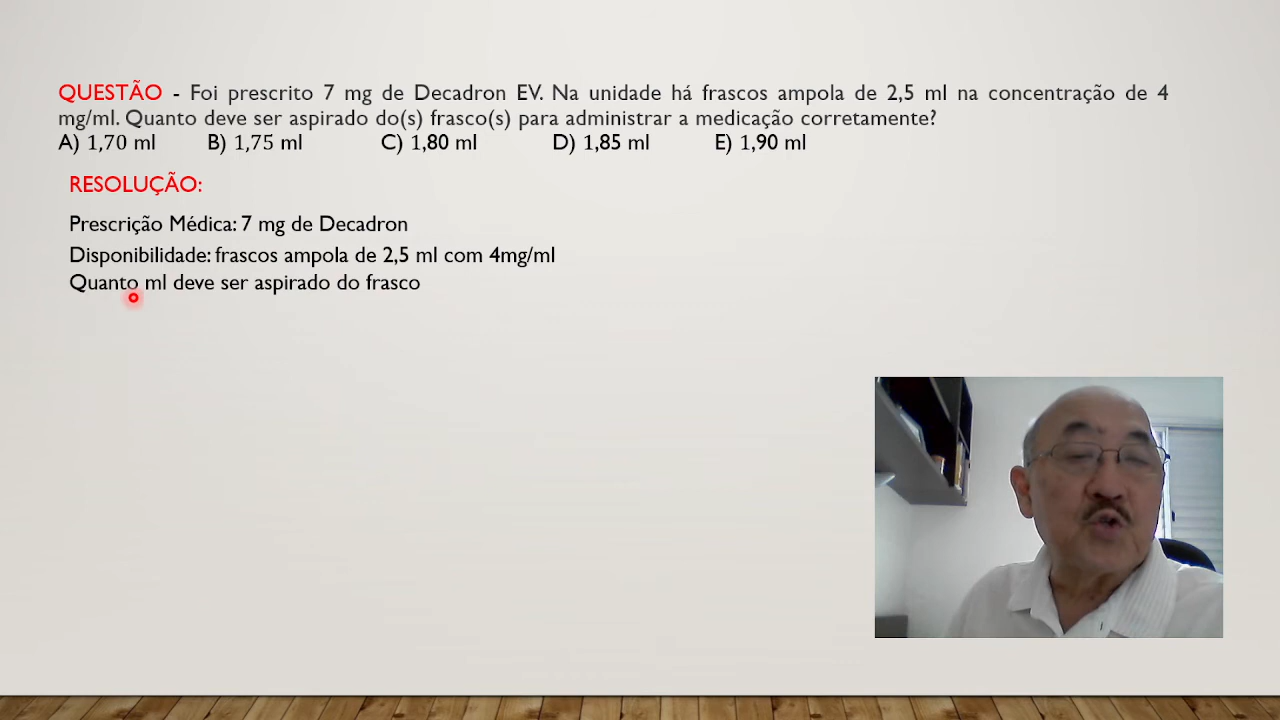 QUESTÃO - Foi prescrito 7 mg de Decadron EV. Na unidade há frascos ampola de 2,5 ml na concentração de 4
mg/ml. Quanto deve ser aspirado do(s) frasco(s) para administrar a medicação corretamente?
A) 1,70 ml B) 1,75 ml C) 1,80 ml D) 1,85 ml E) 1,90 ml
RESOLUÇÃO:
Prescrição Médica: 7 mg de Decadron
Disponibilidade: frascos ampola de 2,5 ml com 4mg/ml
Quanto ml deve ser aspirado do frasco